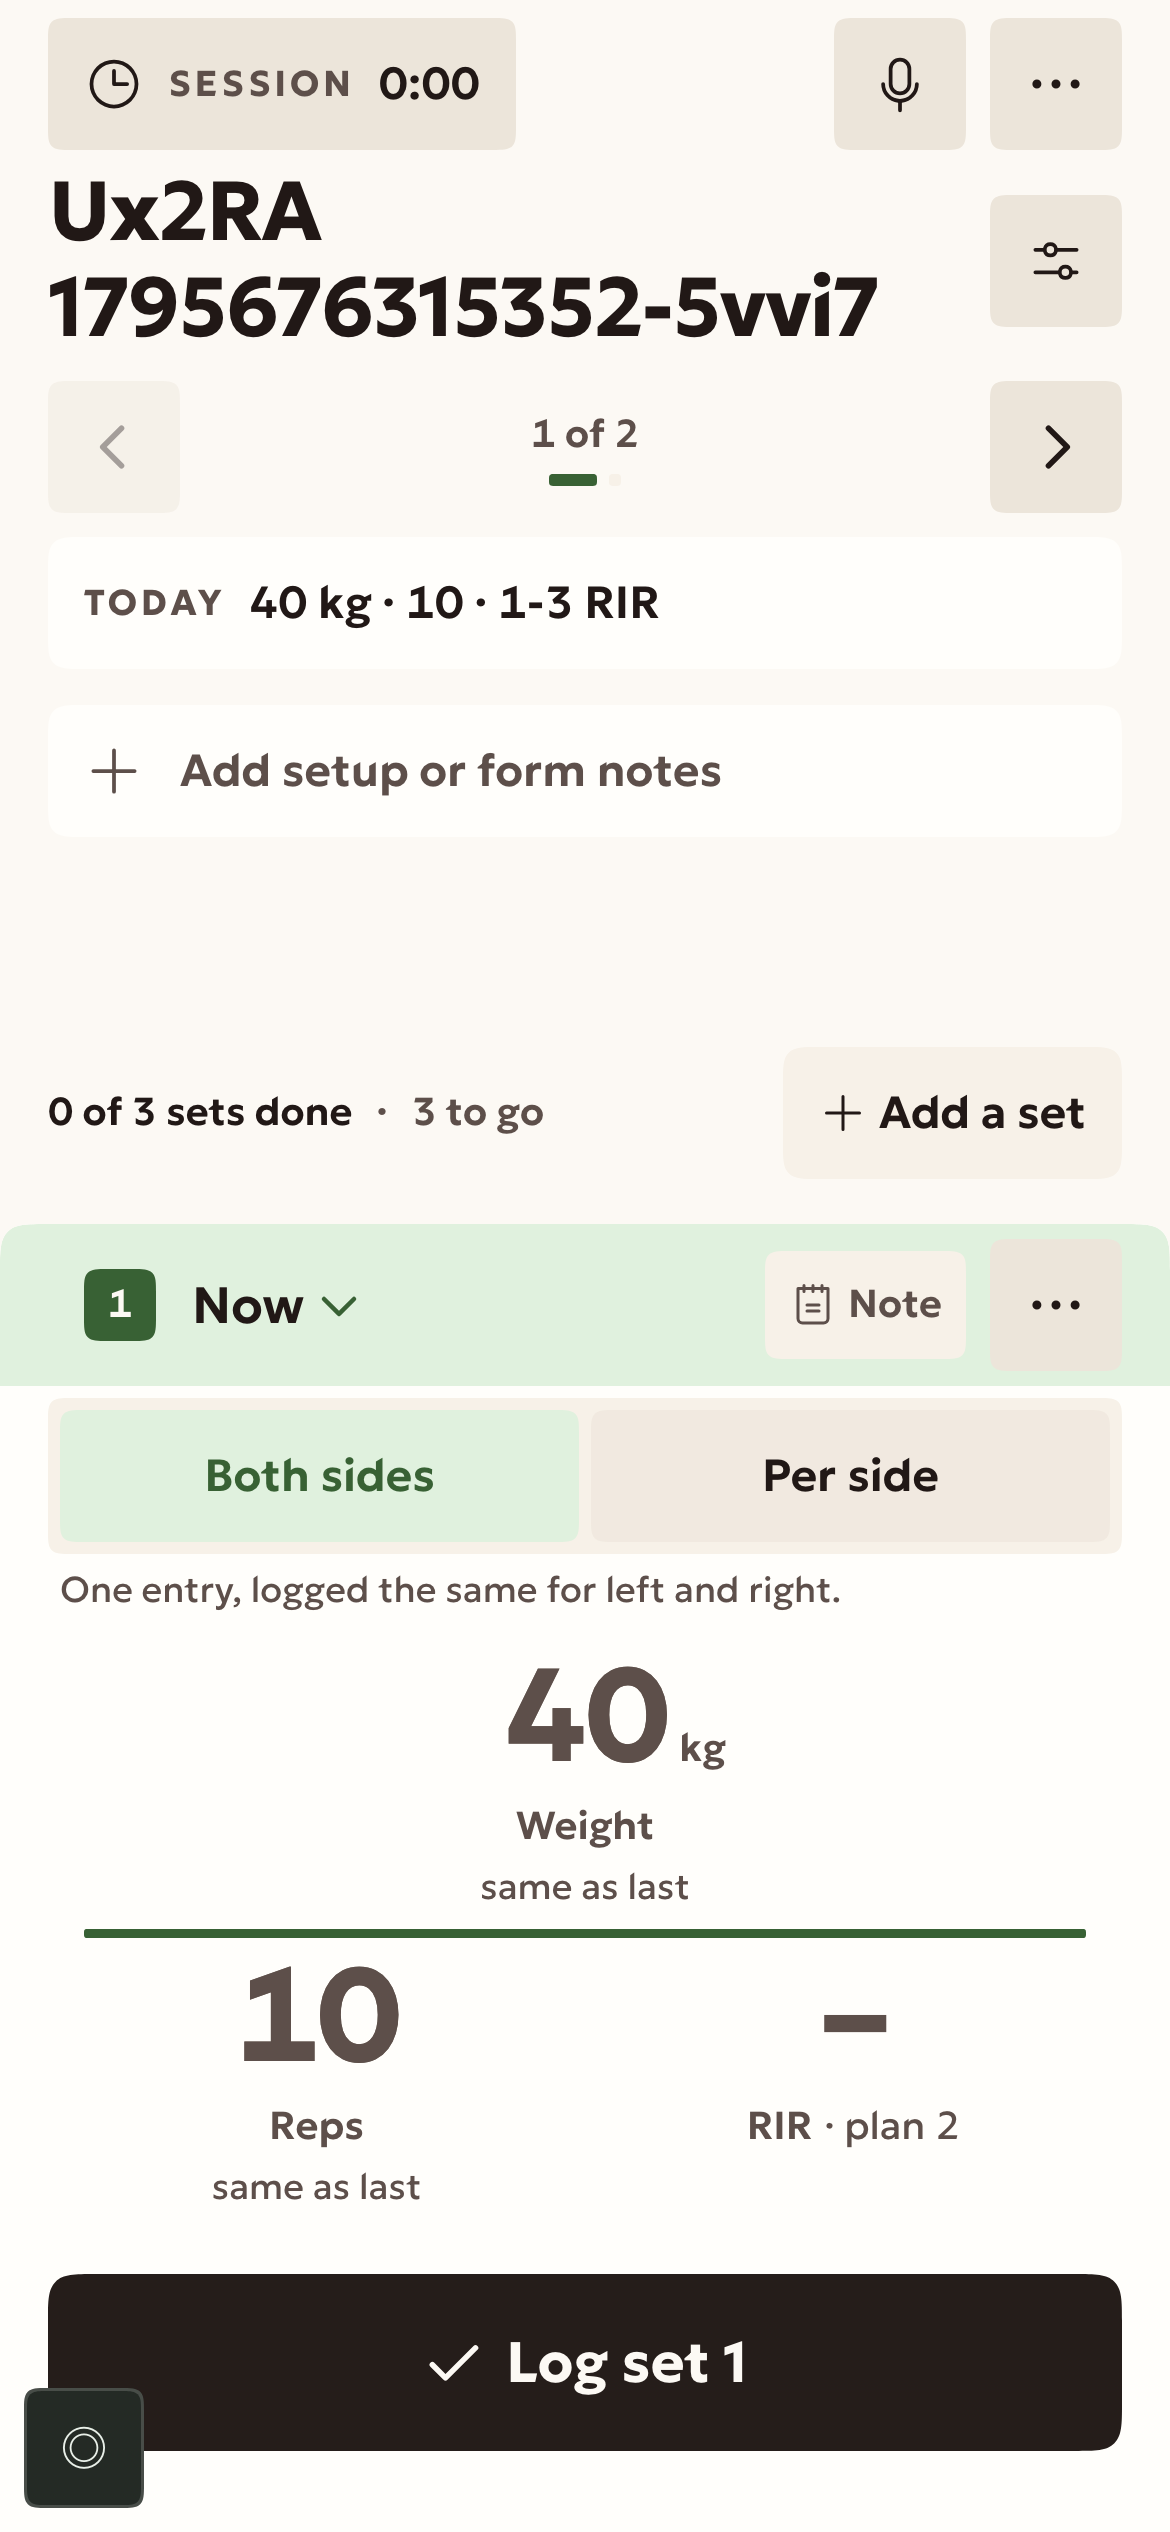 SESSION 0:00
Ux2RA
1795676315352-5vvi7
1 of 2
TODAY 40 kg · 10 · 1-3 RIR
Add setup or form notes
0 of 3 sets done · 3 to go
Add a set
1 Now
Note
Both sides
Per side
One entry, logged the same for left and right.
40 kg
Weight
same as last
10
–
Reps
RIR · plan 2
same as last
Log set 1